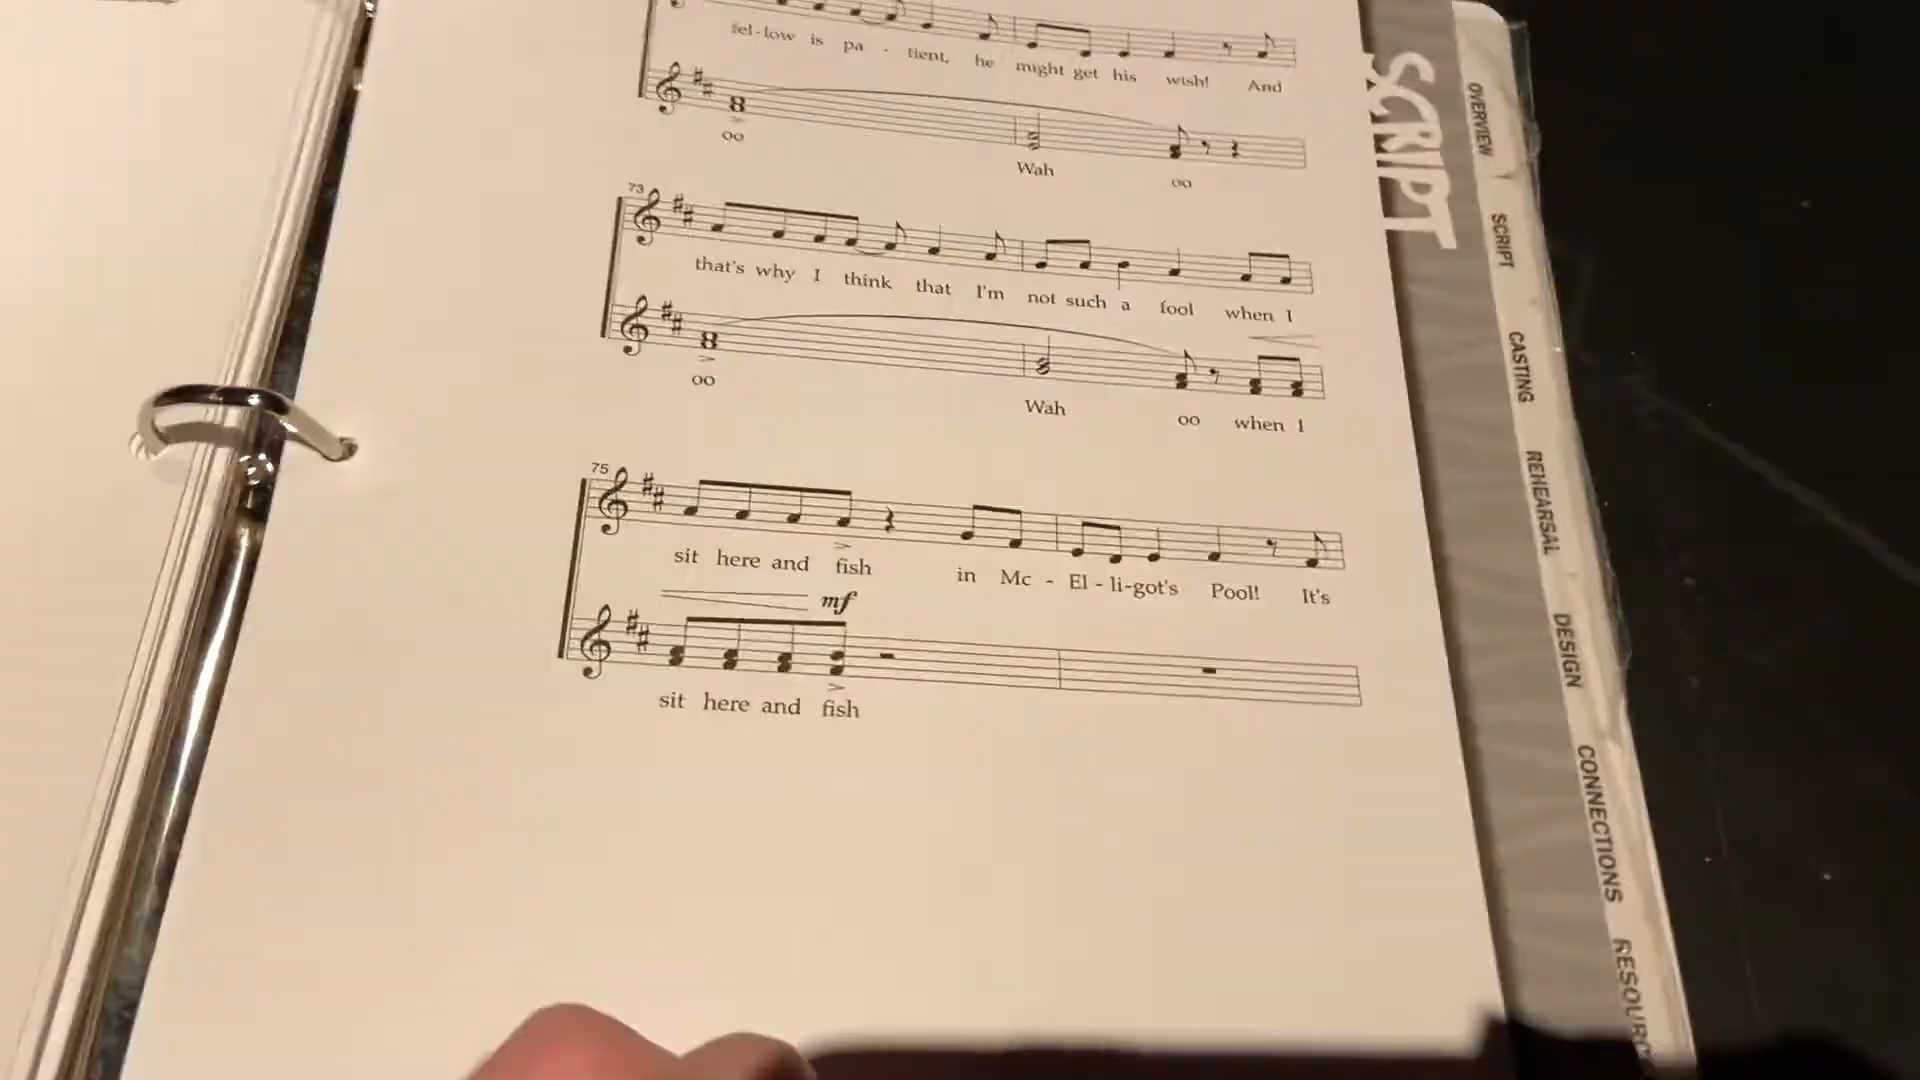 fel-low is pa - tient, he might get his wish! And
oo Wah oo
73
that's why I think that I'm not such a fool when I
oo Wah oo when I
75
sit here and fish in Mc - El - li-got's Pool! It's
mf
sit here and fish
SCRIPT
OVERVIEW
SCRIPT
CASTING
REHEARSAL
DESIGN
CONNECTIONS